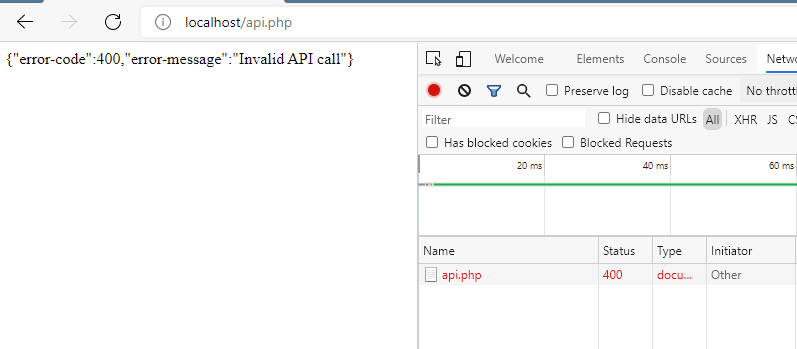 localhost/api.php
{"error-code":400,"error-message":"Invalid API call"}
Welcome Elements Console Sources Netw
Preserve log Disable cache No thrott
Filter Hide data URLs All XHR JS CS
Has blocked cookies Blocked Requests
20 ms 40 ms 60 ms
Name Status Type Initiator
api.php 400 docu... Other